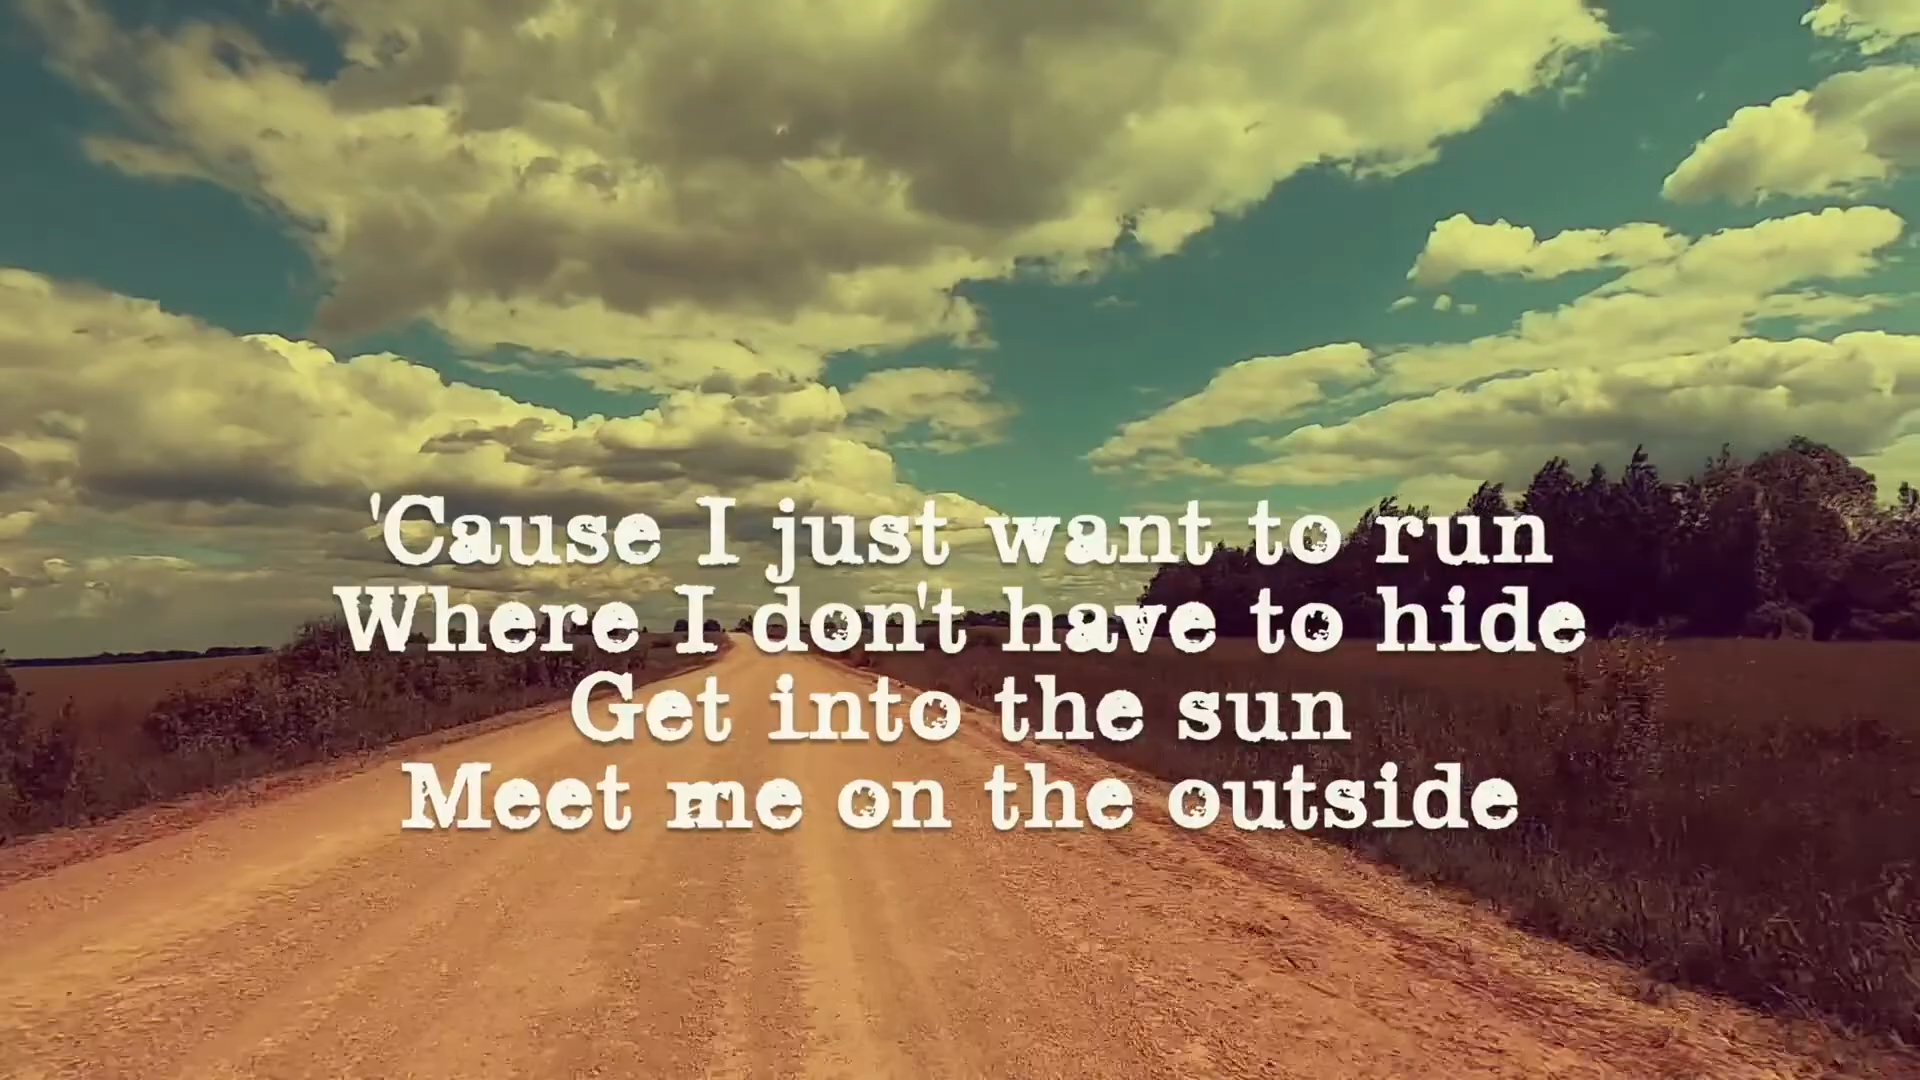 'Cause I just want to run
Where I don't have to hide
Get into the sun
Meet me on the outside